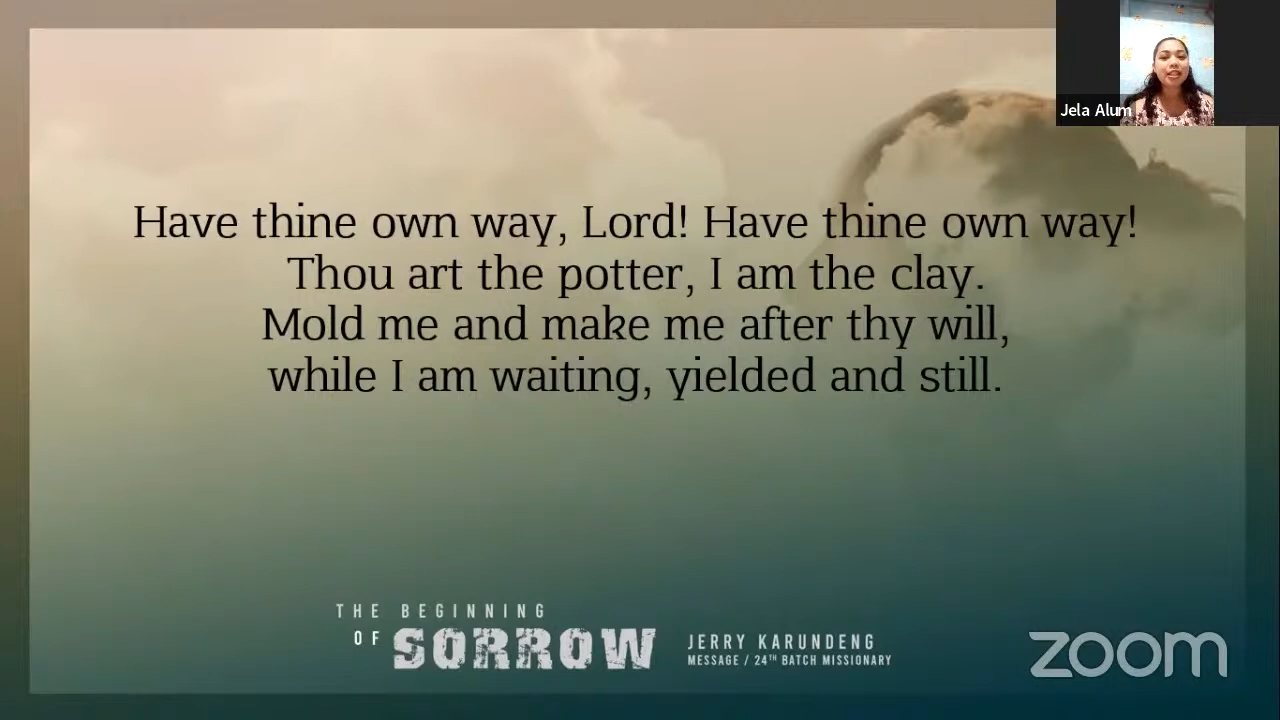 Jela Alum
Have thine own way, Lord! Have thine own way!
Thou art the potter, I am the clay.
Mold me and make me after thy will,
while I am waiting, yielded and still.
THE BEGINNING
OF SORROW
JERRY KARUNDENG
MESSAGE / 24TH BATCH MISSIONARY
zoom